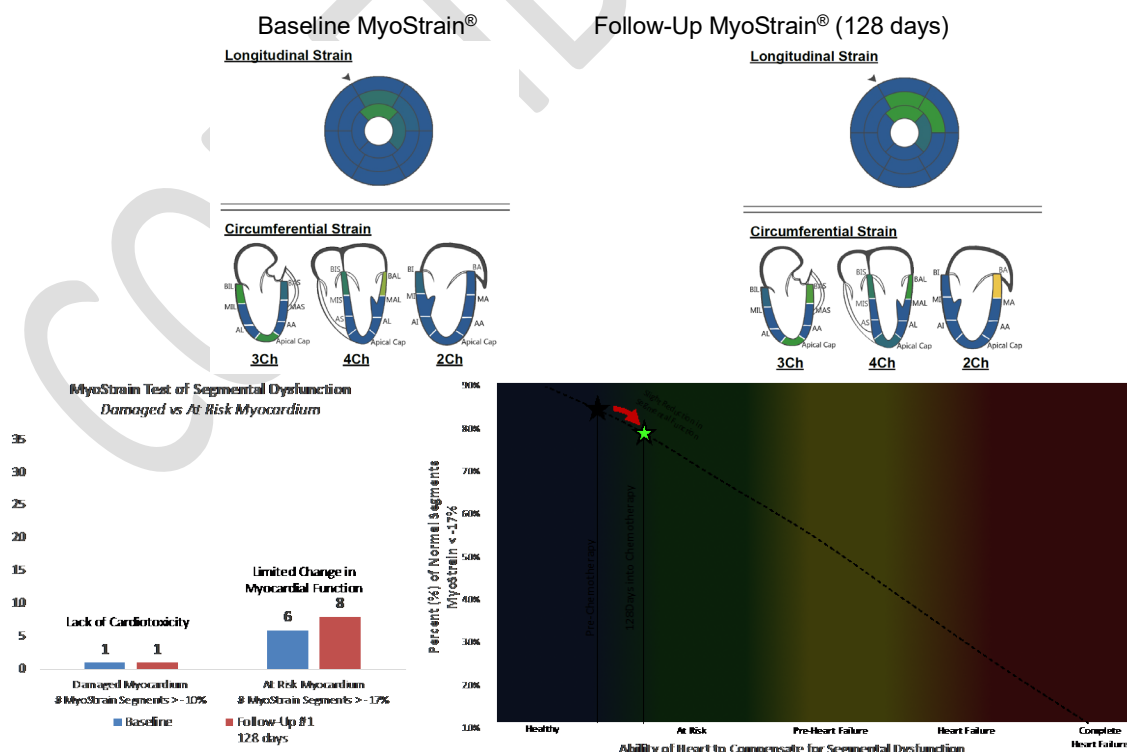 Baseline MyoStrain® Follow-Up MyoStrain® (128 days)
Longitudinal Strain
Circumferential Strain
BIL
MIL
AL
BAS
MAS
AA
Apical Cap
3Ch
BIS
MIS
AS
BAL
MAL
AL
Apical Cap
4Ch
BI
MI
AI
BA
MA
AA
Apical Cap
2Ch
Longitudinal Strain
Circumferential Strain
BIL
MIL
AL
BAS
MAS
AA
Apical Cap
3Ch
BIS
MIS
AS
BAL
MAL
AL
Apical Cap
4Ch
BI
MI
AI
BA
MA
AA
Apical Cap
2Ch
MyoStrain Test of Segmental Dysfunction
Damaged vs At Risk Myocardium
35
30
25
20
15
10
5
0
Lack of Cardiotoxicity
1 1
Limited Change in
Myocardial Function
6 8
Damaged Myocardium
# MyoStrain Segments > -10%
At Risk Myocardium
# MyoStrain Segments > -17%
Baseline
Follow-Up #1
128 days
Percent (%) of Normal Segments
MyoStrain < -17%
90%
80%
70%
60%
50%
40%
30%
10%
Pre-Chemotherapy
128 Days into Chemotherapy
Healthy
At Risk
Pre-Heart Failure
Heart Failure
Complete
Heart Failure
Ability of Heart to Compensate for Segmental Dysfunction